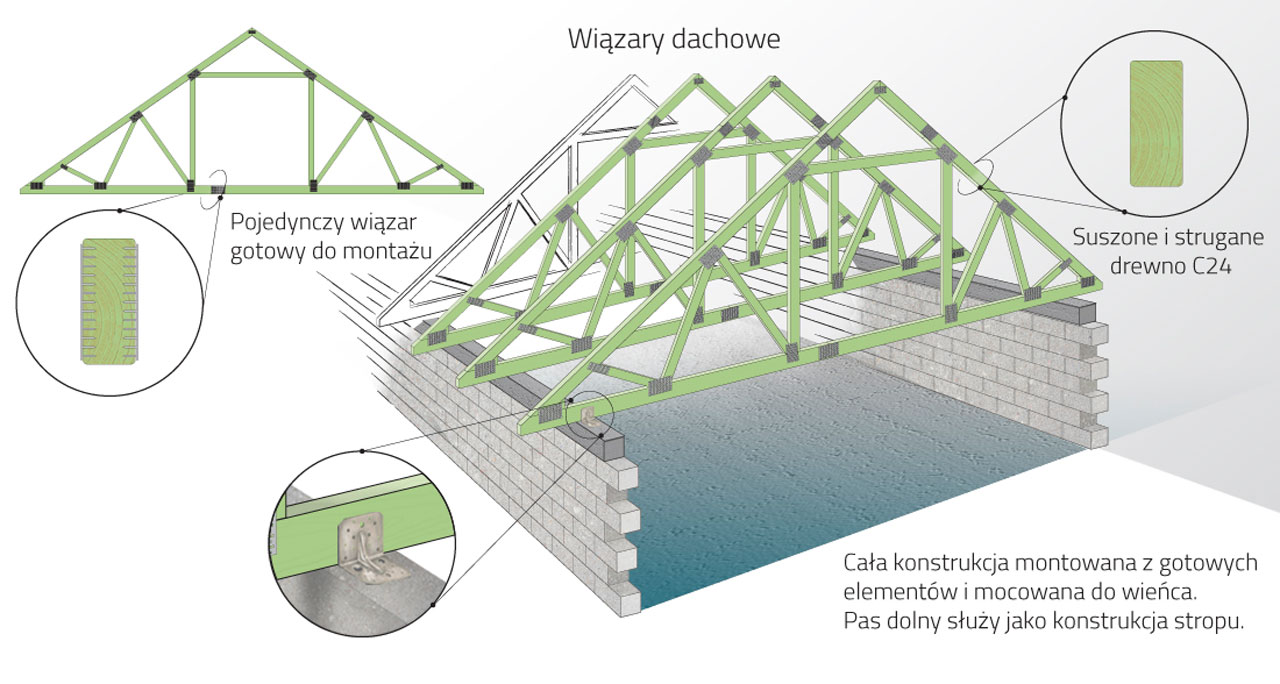 Wiązary dachowe
Pojedynczy wiązar
gotowy do montażu
Suszone i strugane
drewno C24
Cała konstrukcja montowana z gotowych
elementów i mocowana do wieńca.
Pas dolny służy jako konstrukcja stropu.